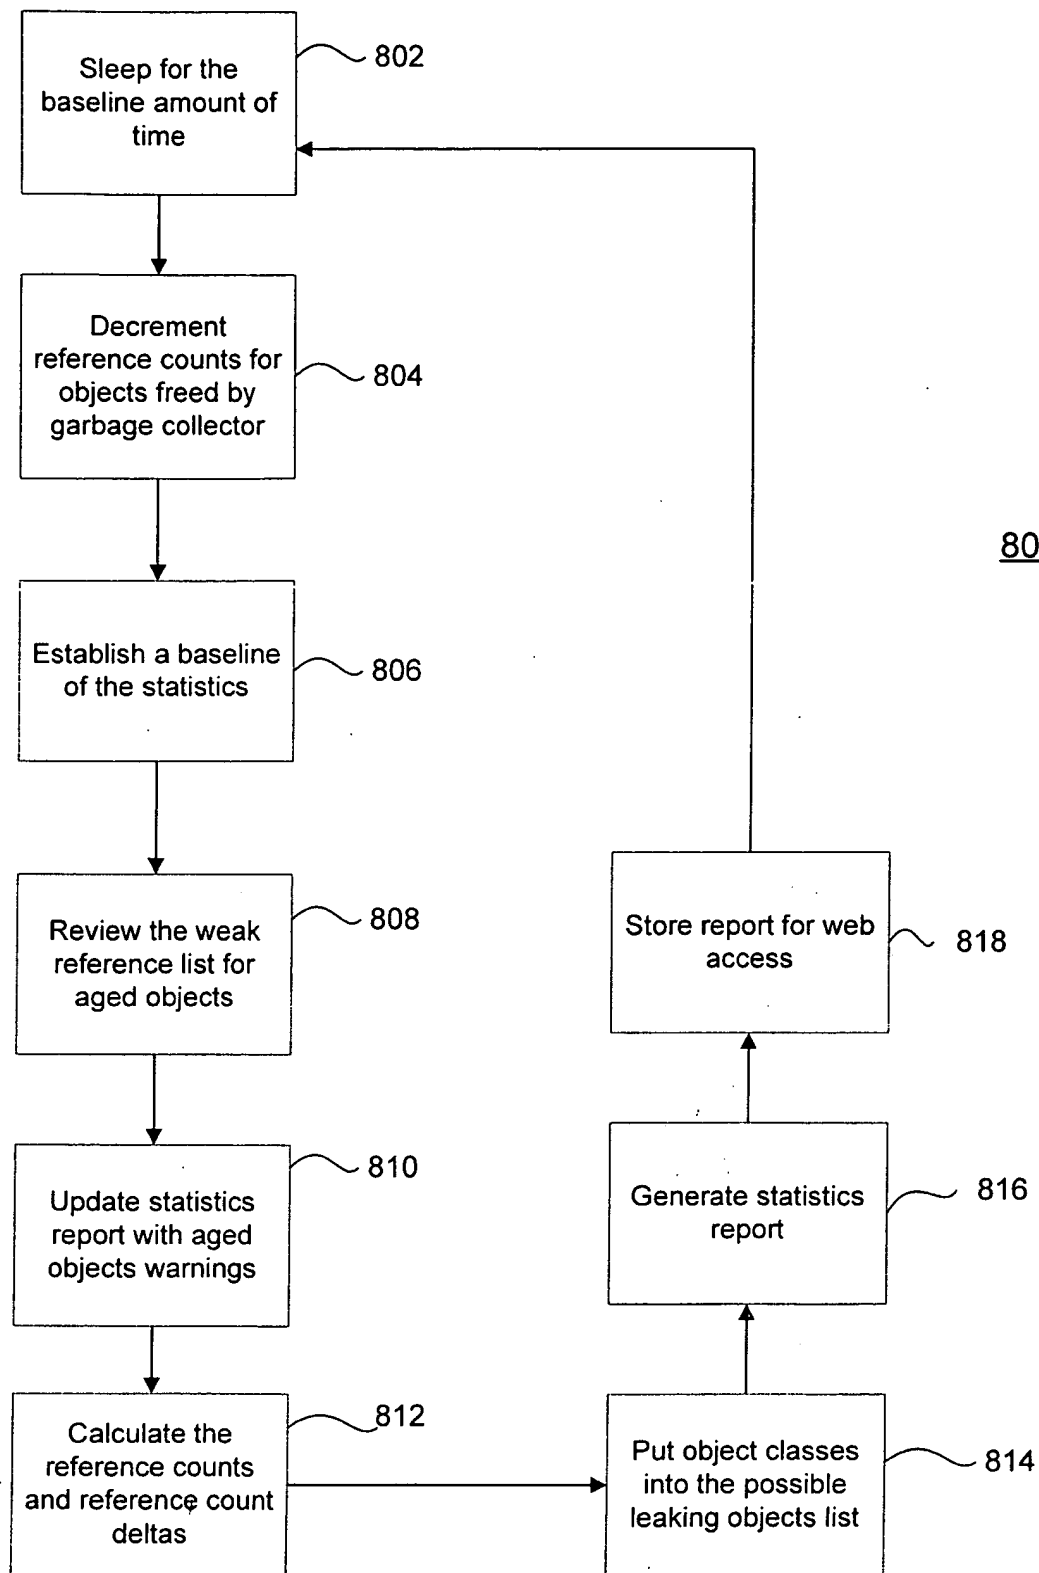 Sleep for the
baseline amount of
time
802
Decrement
reference counts for
objects freed by
garbage collector
804
80
Establish a baseline
of the statistics
806
Review the weak
reference list for
aged objects
808
Store report for web
access
818
Update statistics
report with aged
objects warnings
810
Generate statistics
report
816
Calculate the
reference counts
and reference count
deltas
812
Put object classes
into the possible
leaking objects list
814